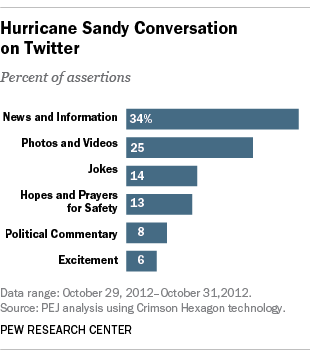 Hurricane Sandy Conversation
on Twitter
Percent of assertions
News and Information 34%
Photos and Videos 25
Jokes 14
Hopes and Prayers
for Safety 13
Political Commentary 8
Excitement 6
Data range: October 29, 2012–October 31,2012.
Source: PEJ analysis using Crimson Hexagon technology.
PEW RESEARCH CENTER